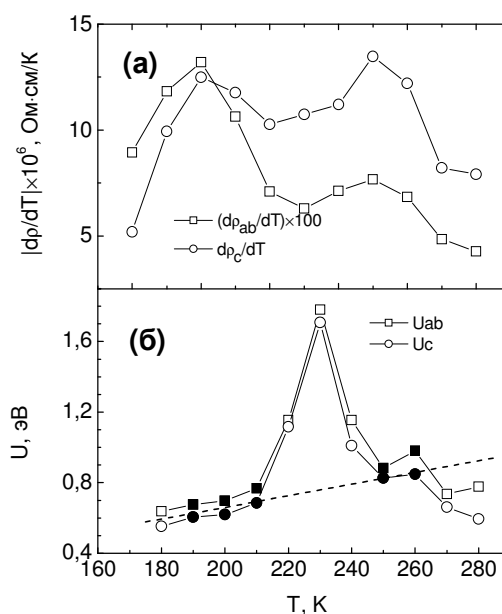 (а)
|dρ/dT|×10⁶, Ом·см/К
15
10
5
(dρab/dT)×100
dρc/dT
(б)
U, эВ
1,6
1,2
0,8
0,4
Uab
Uc
160 180 200 220 240 260 280
T, K